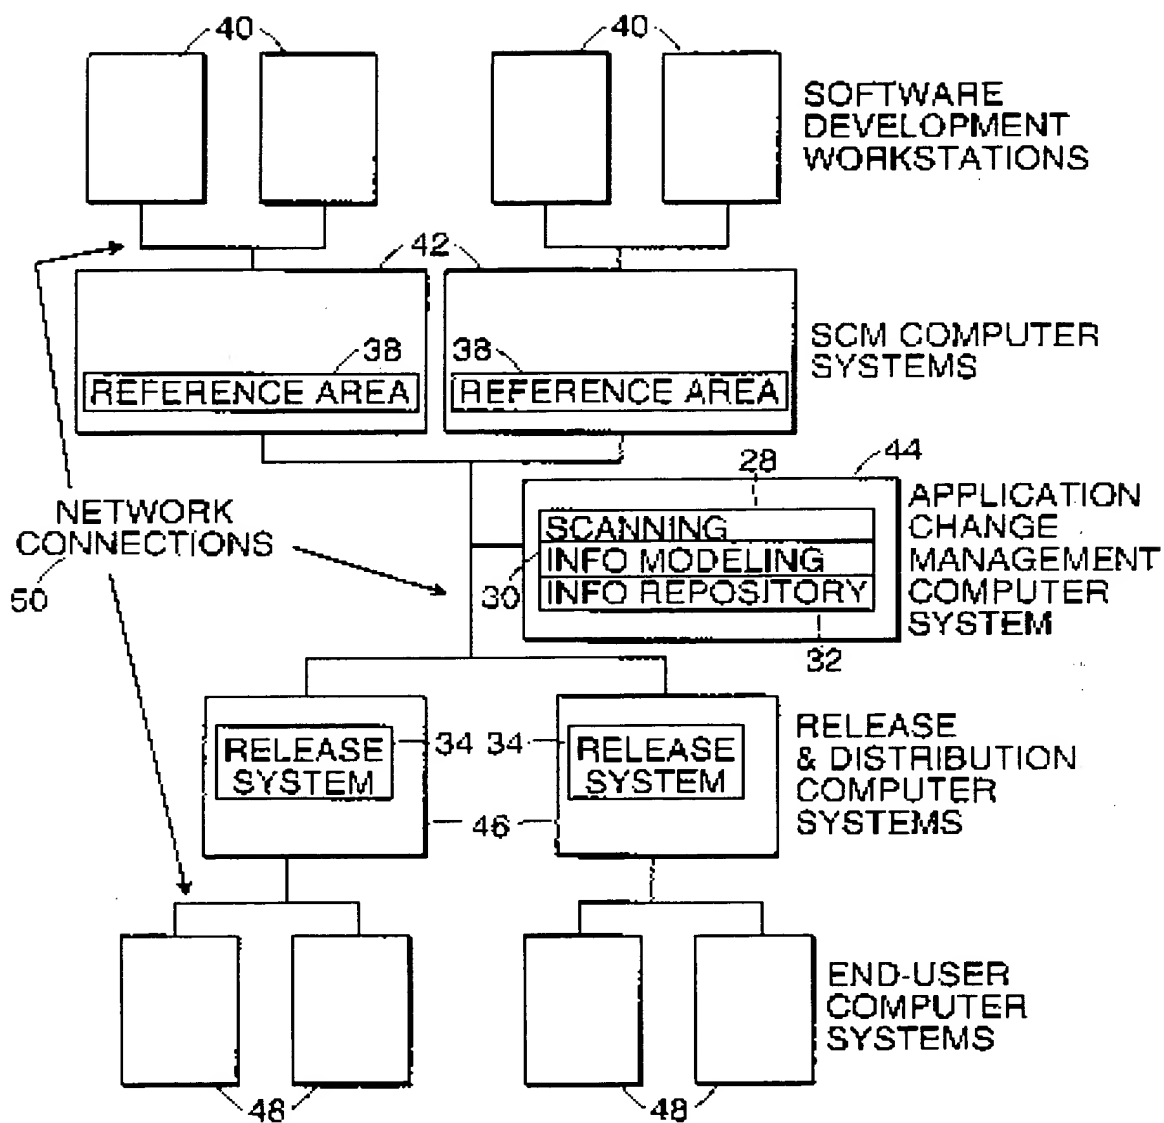 40
40
SOFTWARE
DEVELOPMENT
WORKSTATIONS
42
SCM COMPUTER
SYSTEMS
38
38
REFERENCE AREA
REFERENCE AREA
28
44
APPLICATION
CHANGE
MANAGEMENT
COMPUTER
SYSTEM
SCANNING
INFO MODELING
INFO REPOSITORY
30
32
NETWORK
CONNECTIONS
50
RELEASE
SYSTEM
34
34
RELEASE
SYSTEM
46
RELEASE
& DISTRIBUTION
COMPUTER
SYSTEMS
END-USER
COMPUTER
SYSTEMS
48
48